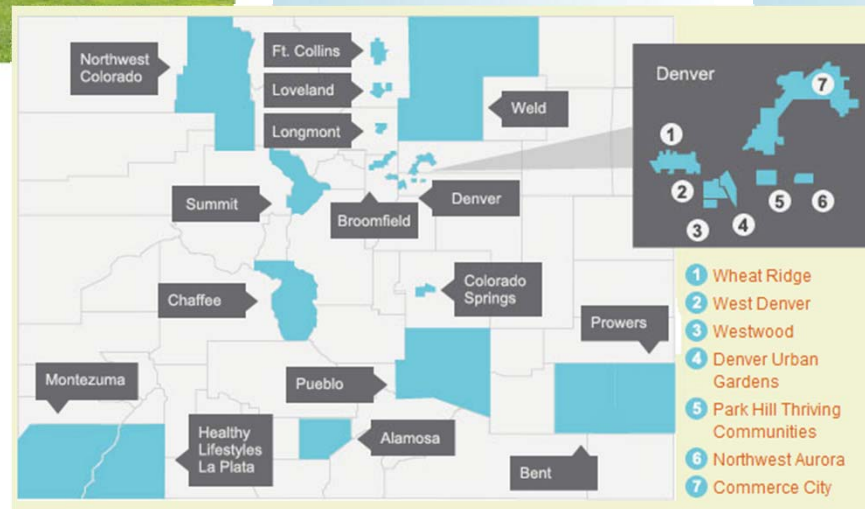 Northwest
Colorado
Ft. Collins
Loveland
Longmont
Weld
Summit
Broomfield
Denver
Chaffee
Colorado
Springs
Prowers
Montezuma
Pueblo
Healthy
Lifestyles
La Plata
Alamosa
Bent
Denver
7
1
2
3
4
5
6
1 Wheat Ridge
2 West Denver
3 Westwood
4 Denver Urban
Gardens
5 Park Hill Thriving
Communities
6 Northwest Aurora
7 Commerce City